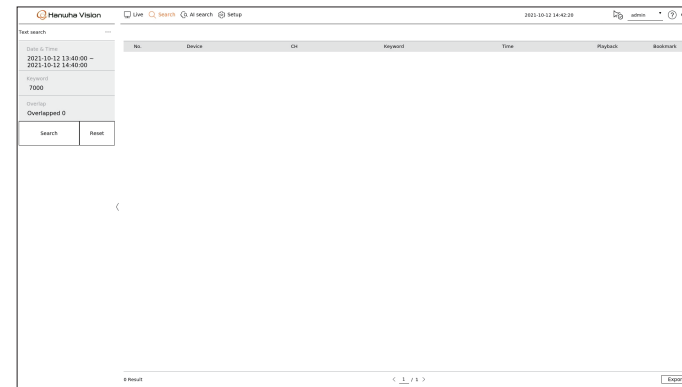 Hanwha Vision
Live
Search
AI search
Setup
2021-10-12 14:42:20
admin
?
Text search
...
Date & Time
2021-10-12 13:40:00 ~
2021-10-12 14:40:00
Keyword
7000
Overlap
Overlapped 0
Search
Reset
No. Device CH Keyword Time Playback Bookmark
0 Result
< 1 / 1 >
Expor